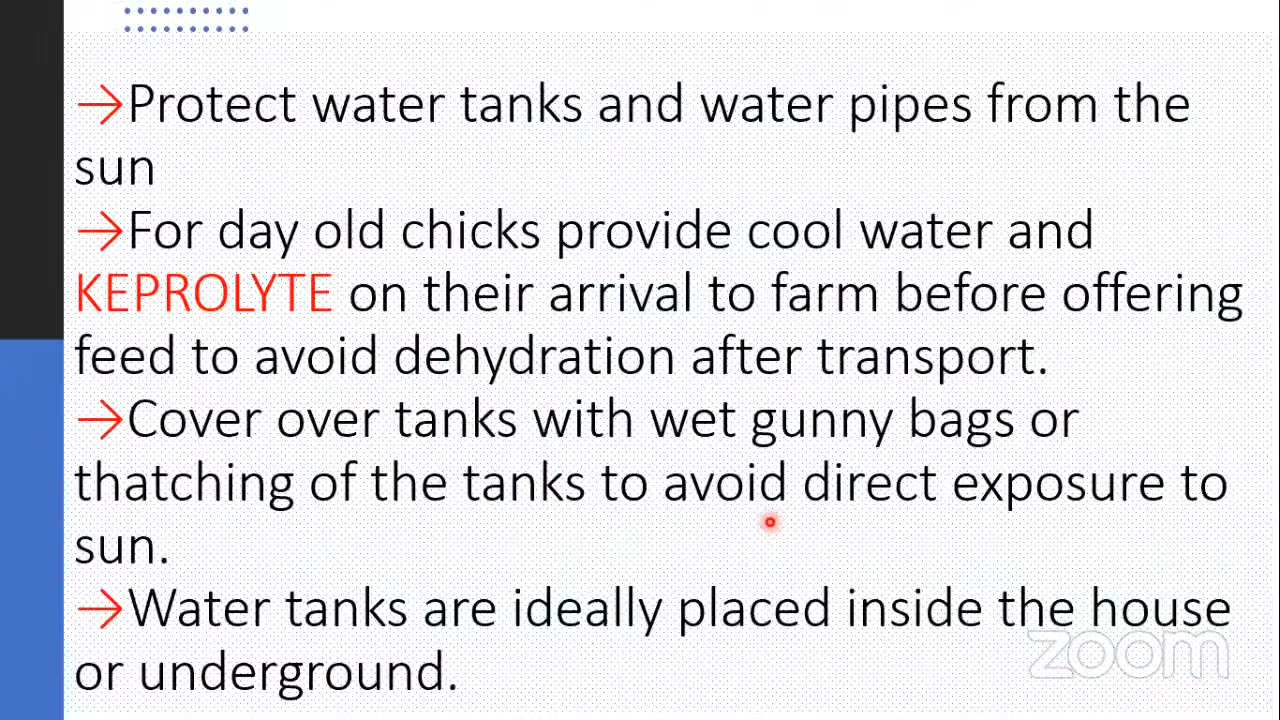 →Protect water tanks and water pipes from the
sun
→For day old chicks provide cool water and
KEPROLYTE on their arrival to farm before offering
feed to avoid dehydration after transport.
→Cover over tanks with wet gunny bags or
thatching of the tanks to avoid direct exposure to
sun.
→Water tanks are ideally placed inside the house
or underground.
zoom